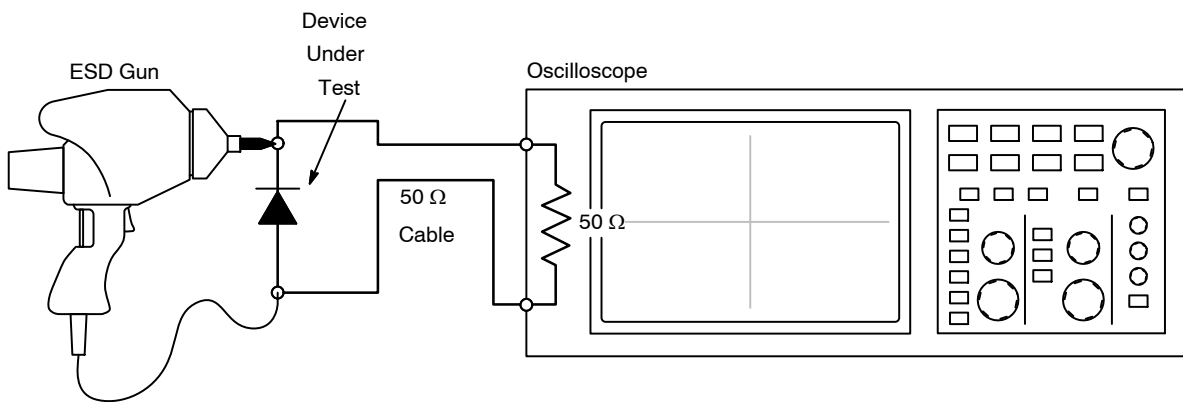 Device
Under
Test
ESD Gun
Oscilloscope
50 Ω
Cable
50 Ω